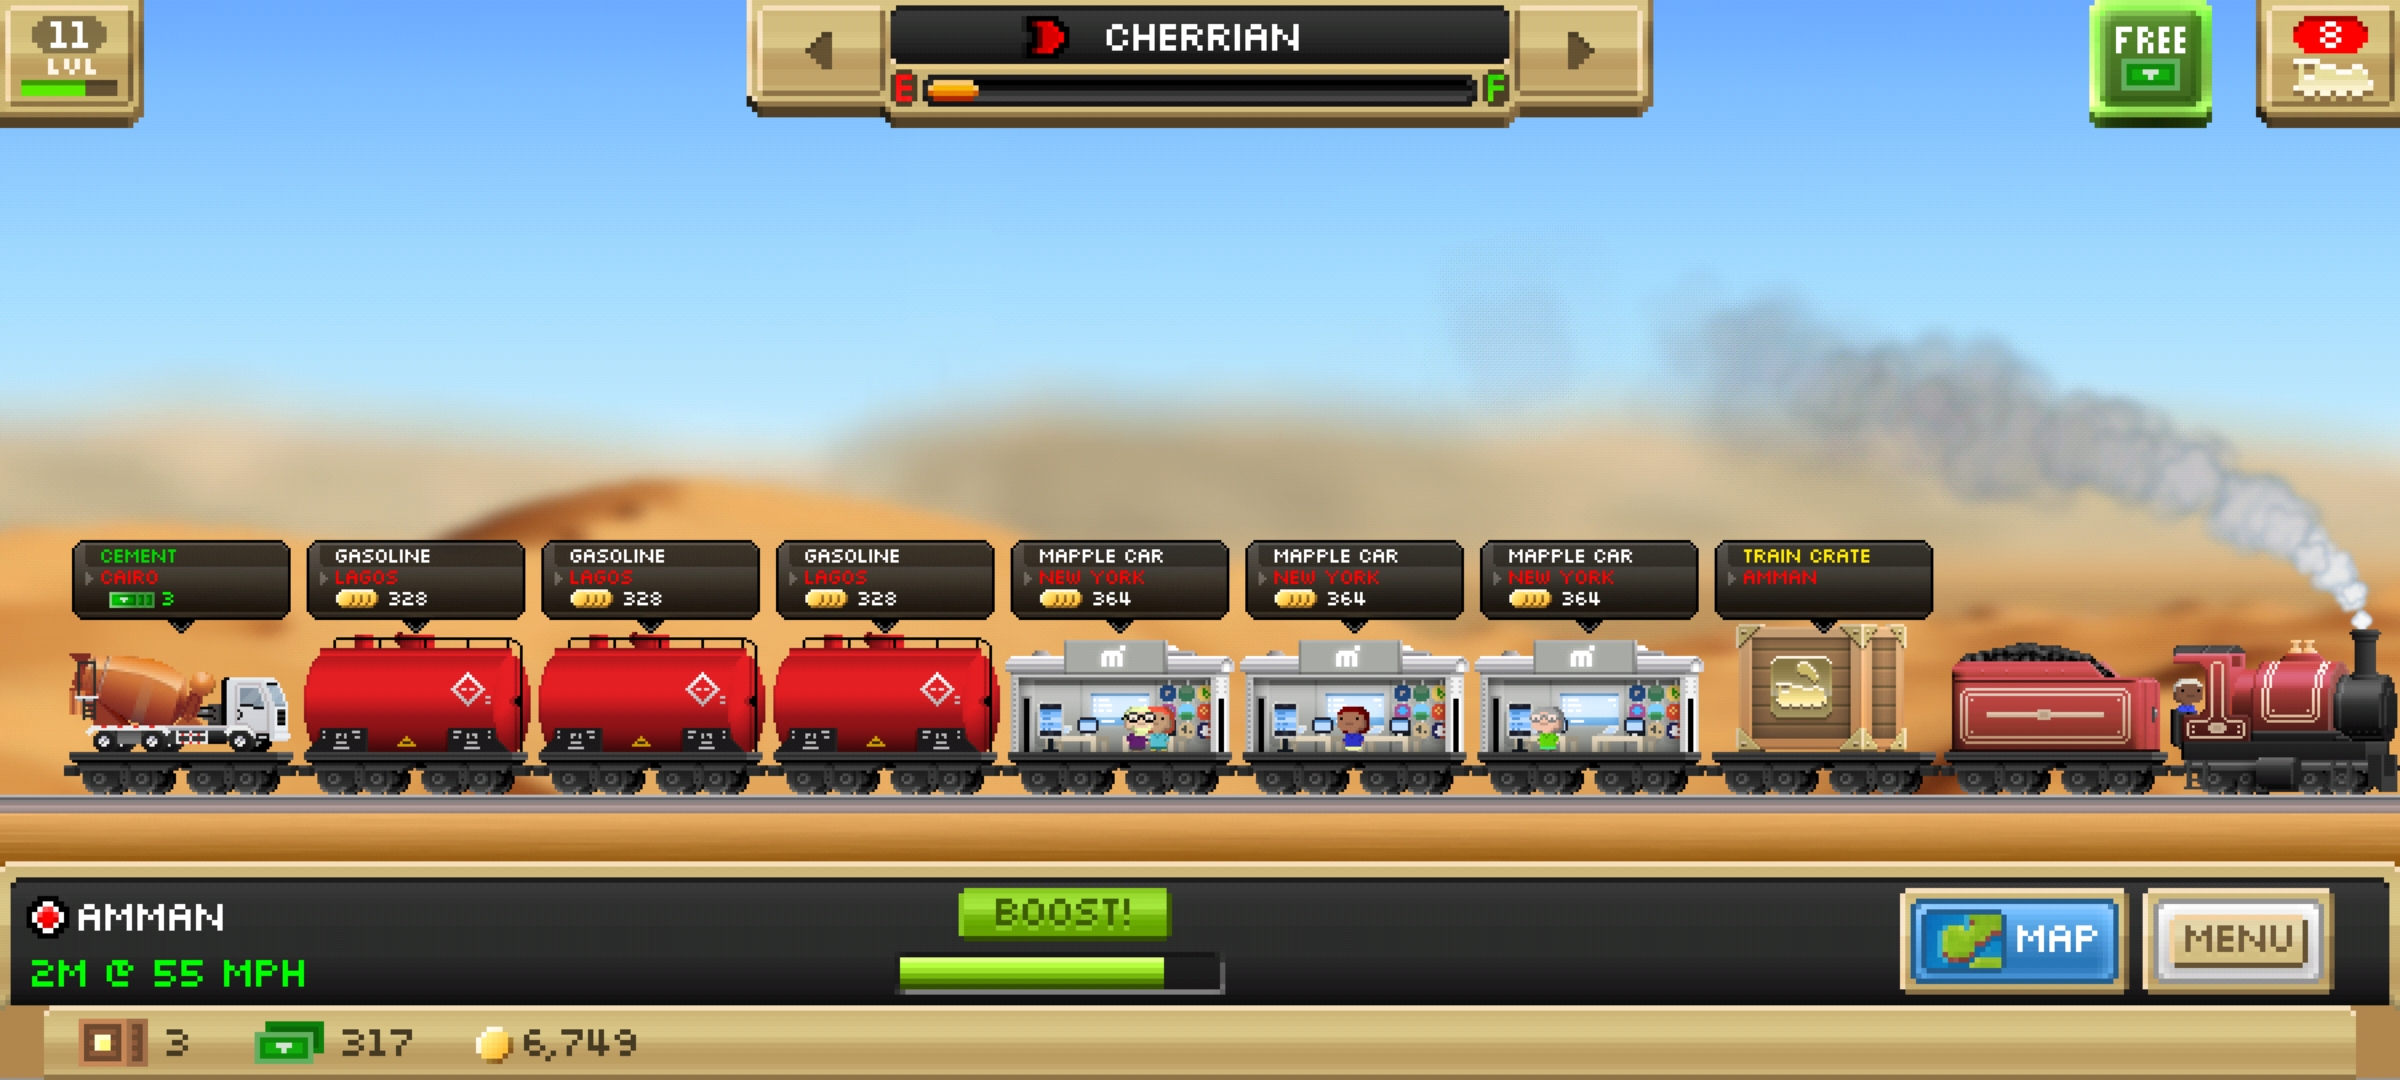 11
LVL
CHERRIAN
E F
FREE
8
CEMENT
CAIRO
3
GASOLINE
LAGOS
328
GASOLINE
LAGOS
328
GASOLINE
LAGOS
328
MAPPLE CAR
NEW YORK
364
MAPPLE CAR
NEW YORK
364
MAPPLE CAR
NEW YORK
364
TRAIN CRATE
AMMAN
m
m
m
AMMAN
2M @ 55 MPH
BOOST!
MAP
MENU
3
317
6,749